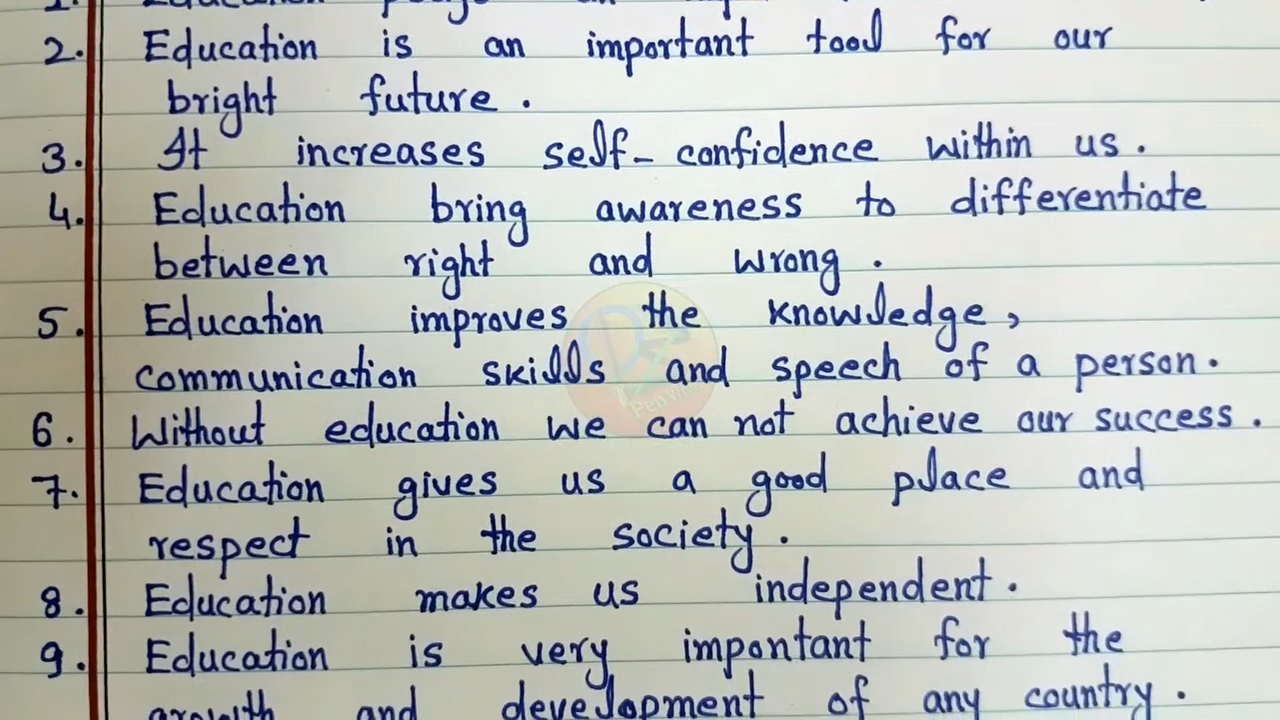 2. Education is an important tool for our
bright future.
3. It increases self-confidence within us.
4. Education bring awareness to differentiate
between right and wrong.
5. Education improves the knowledge,
communication skills and speech of a person.
6. Without education we can not achieve our success.
7. Education gives us a good place and
respect in the society.
8. Education makes us independent.
9. Education is very important for the
growth and development of any country.